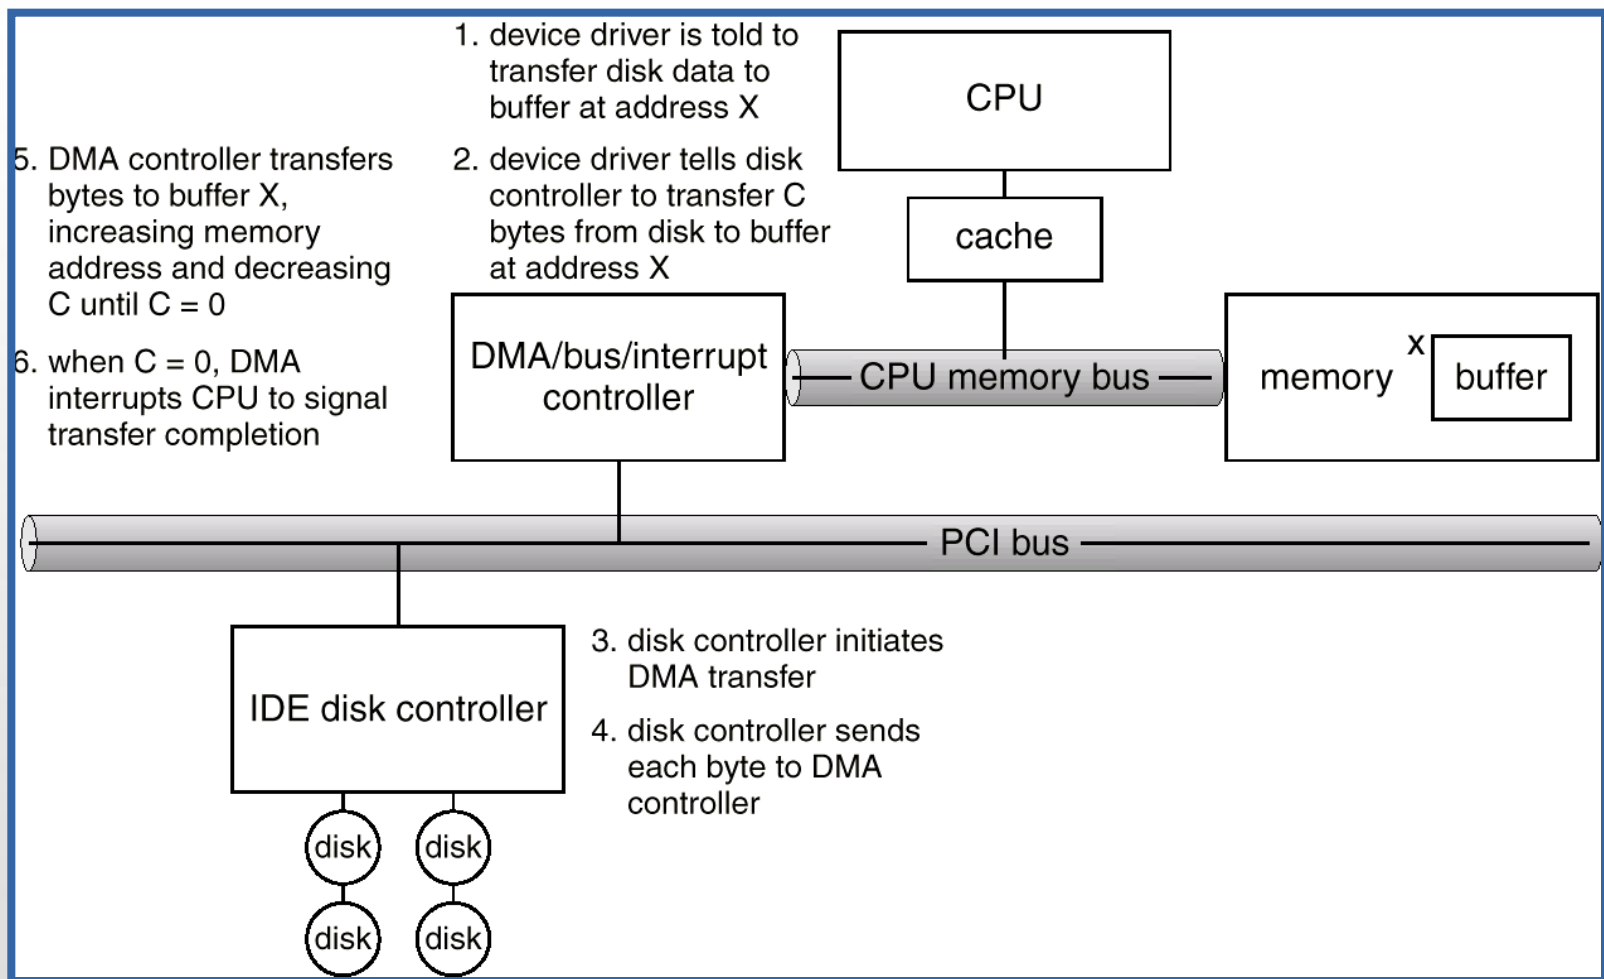 1. device driver is told to
transfer disk data to
buffer at address X
2. device driver tells disk
controller to transfer C
bytes from disk to buffer
at address X
5. DMA controller transfers
bytes to buffer X,
increasing memory
address and decreasing
C until C = 0
6. when C = 0, DMA
interrupts CPU to signal
transfer completion
CPU
cache
DMA/bus/interrupt
controller
CPU memory bus
memory
x
buffer
PCI bus
IDE disk controller
3. disk controller initiates
DMA transfer
4. disk controller sends
each byte to DMA
controller
disk
disk
disk
disk